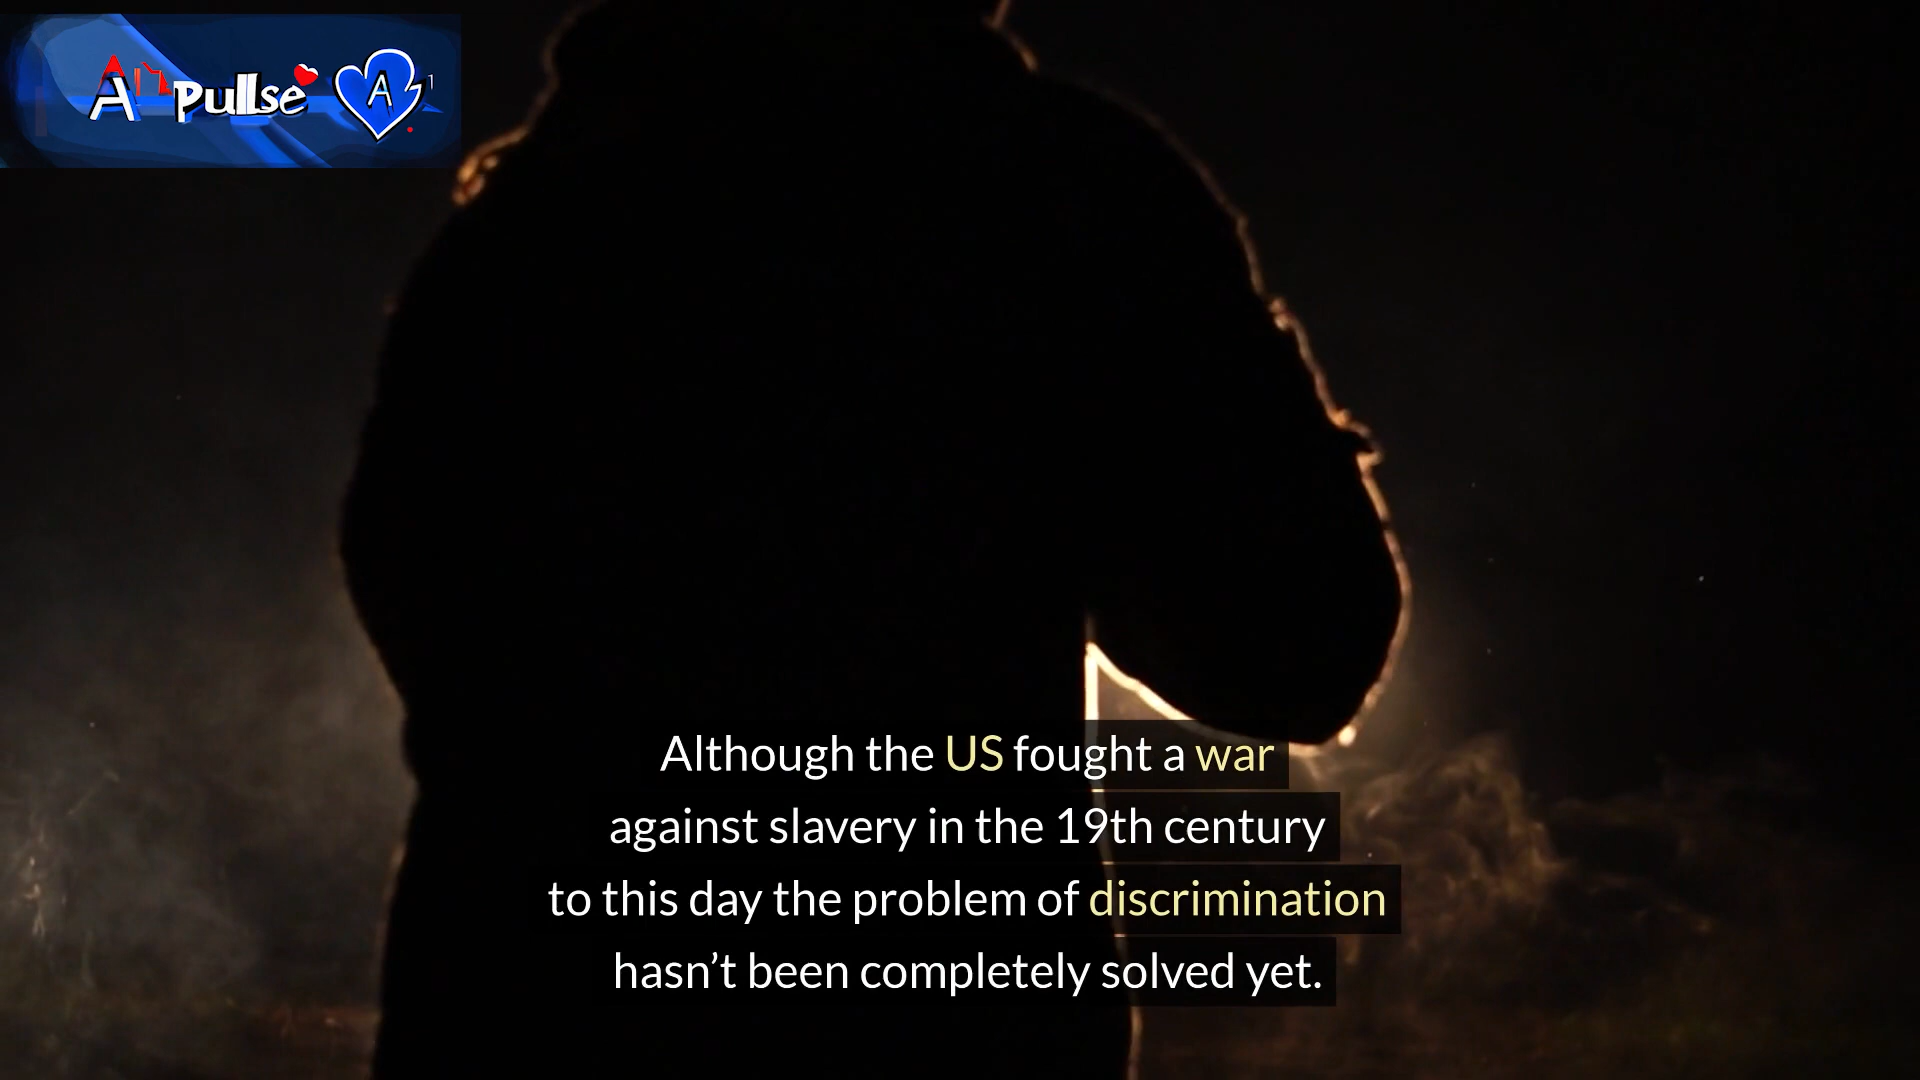 A pullse A
Although the US fought a war
against slavery in the 19th century
to this day the problem of discrimination
hasn’t been completely solved yet.